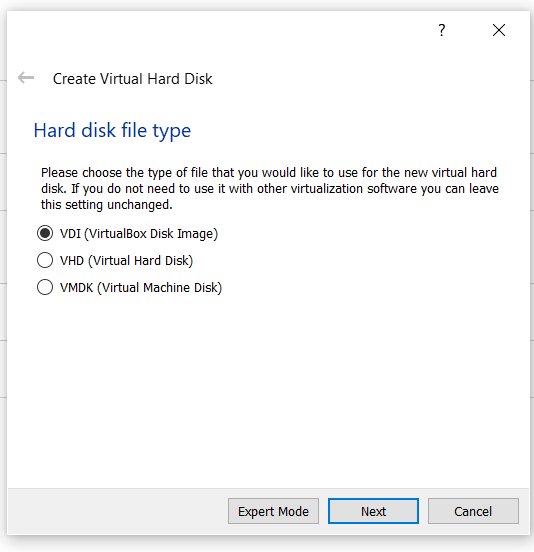 ?
Create Virtual Hard Disk
Hard disk file type
Please choose the type of file that you would like to use for the new virtual hard
disk. If you do not need to use it with other virtualization software you can leave
this setting unchanged.
VDI (VirtualBox Disk Image)
VHD (Virtual Hard Disk)
VMDK (Virtual Machine Disk)
Expert Mode Next Cancel